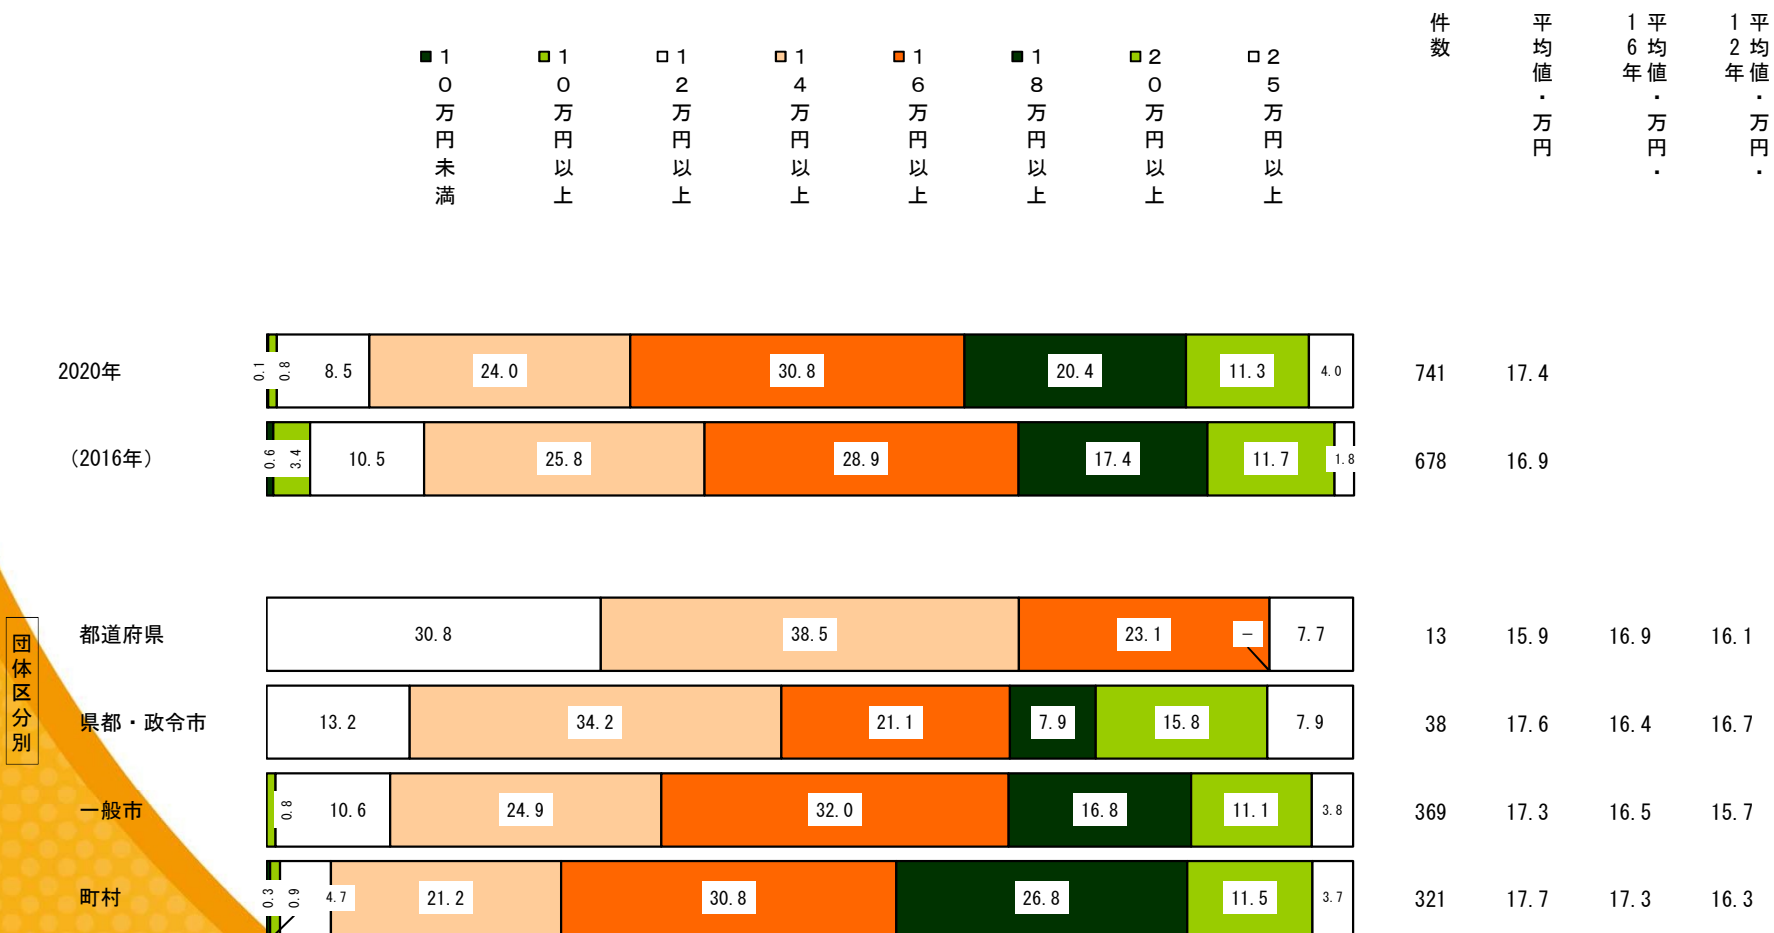 ■10万円未満
■10万円以上
□12万円以上
■14万円以上
■16万円以上
■18万円以上
■20万円以上
□25万円以上
件数
平均値・万円
平均値・万円・16年
平均値・万円・12年
2020年 0.1 0.8 8.5 24.0 30.8 20.4 11.3 4.0 741 17.4
(2016年) 0.6 3.4 10.5 25.8 28.9 17.4 11.7 1.8 678 16.9
団体区分別
都道府県 30.8 38.5 23.1 － 7.7 13 15.9 16.9 16.1
県都・政令市 13.2 34.2 21.1 7.9 15.8 7.9 38 17.6 16.4 16.7
一般市 0.8 10.6 24.9 32.0 16.8 11.1 3.8 369 17.3 16.5 15.7
町村 0.3 0.9 4.7 21.2 30.8 26.8 11.5 3.7 321 17.7 17.3 16.3